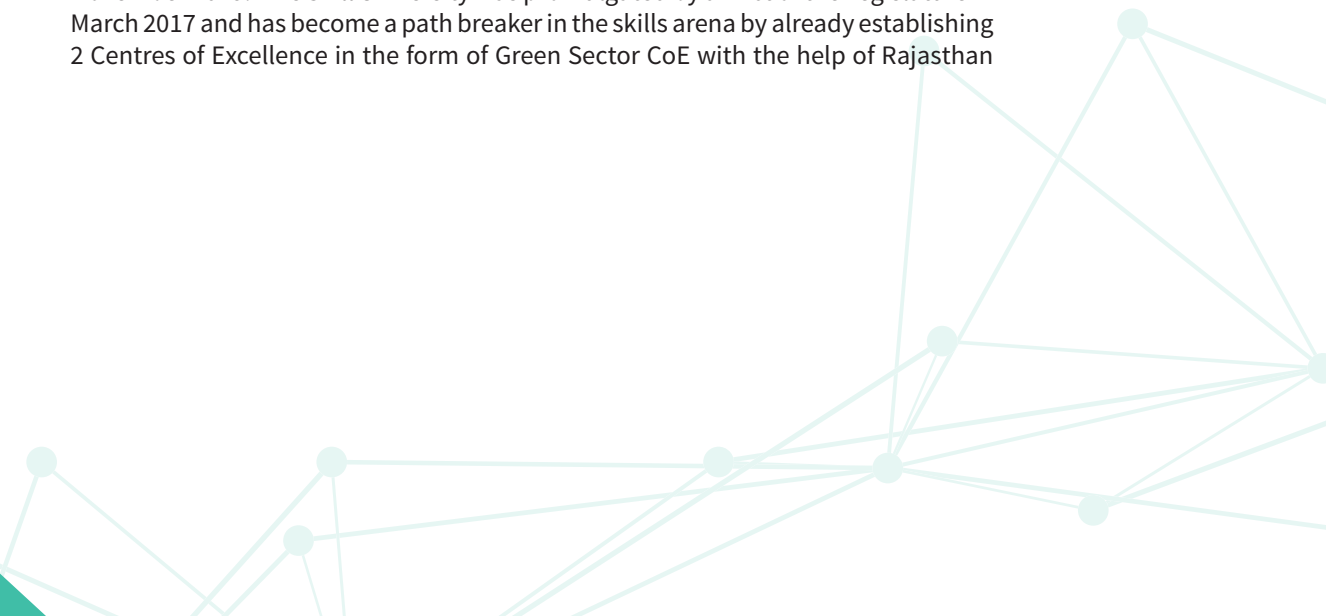 March 2017 and has become a path breaker in the skills arena by already establishing
2 Centres of Excellence in the form of Green Sector CoE with the help of Rajasthan